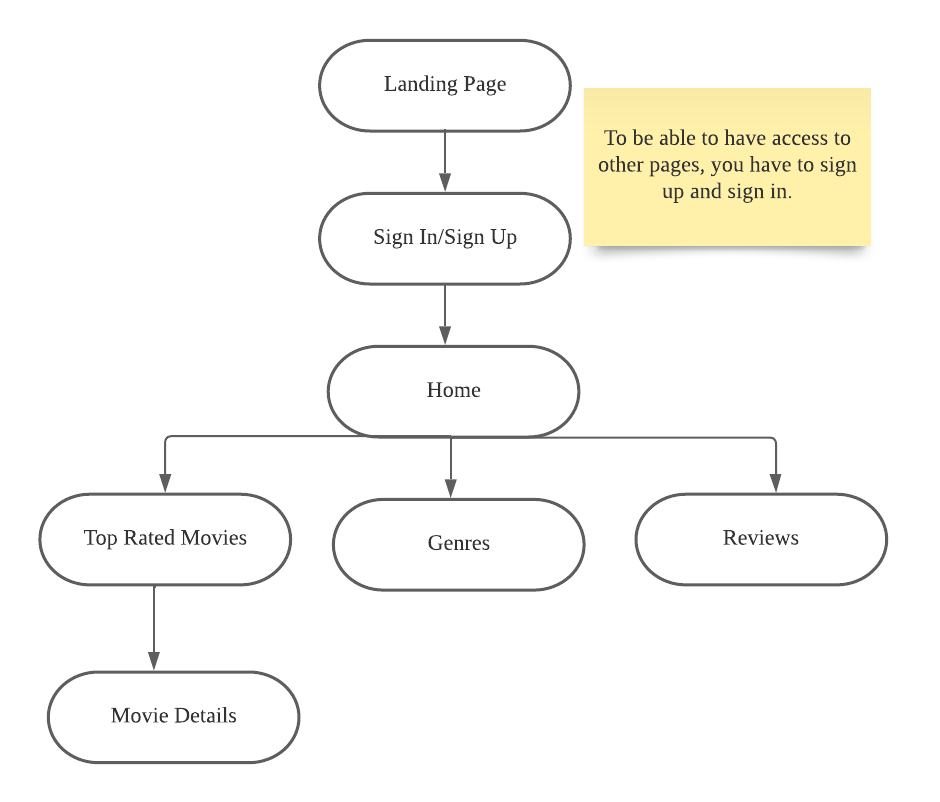 Landing Page
To be able to have access to
other pages, you have to sign
up and sign in.
Sign In/Sign Up
Home
Top Rated Movies
Genres
Reviews
Movie Details